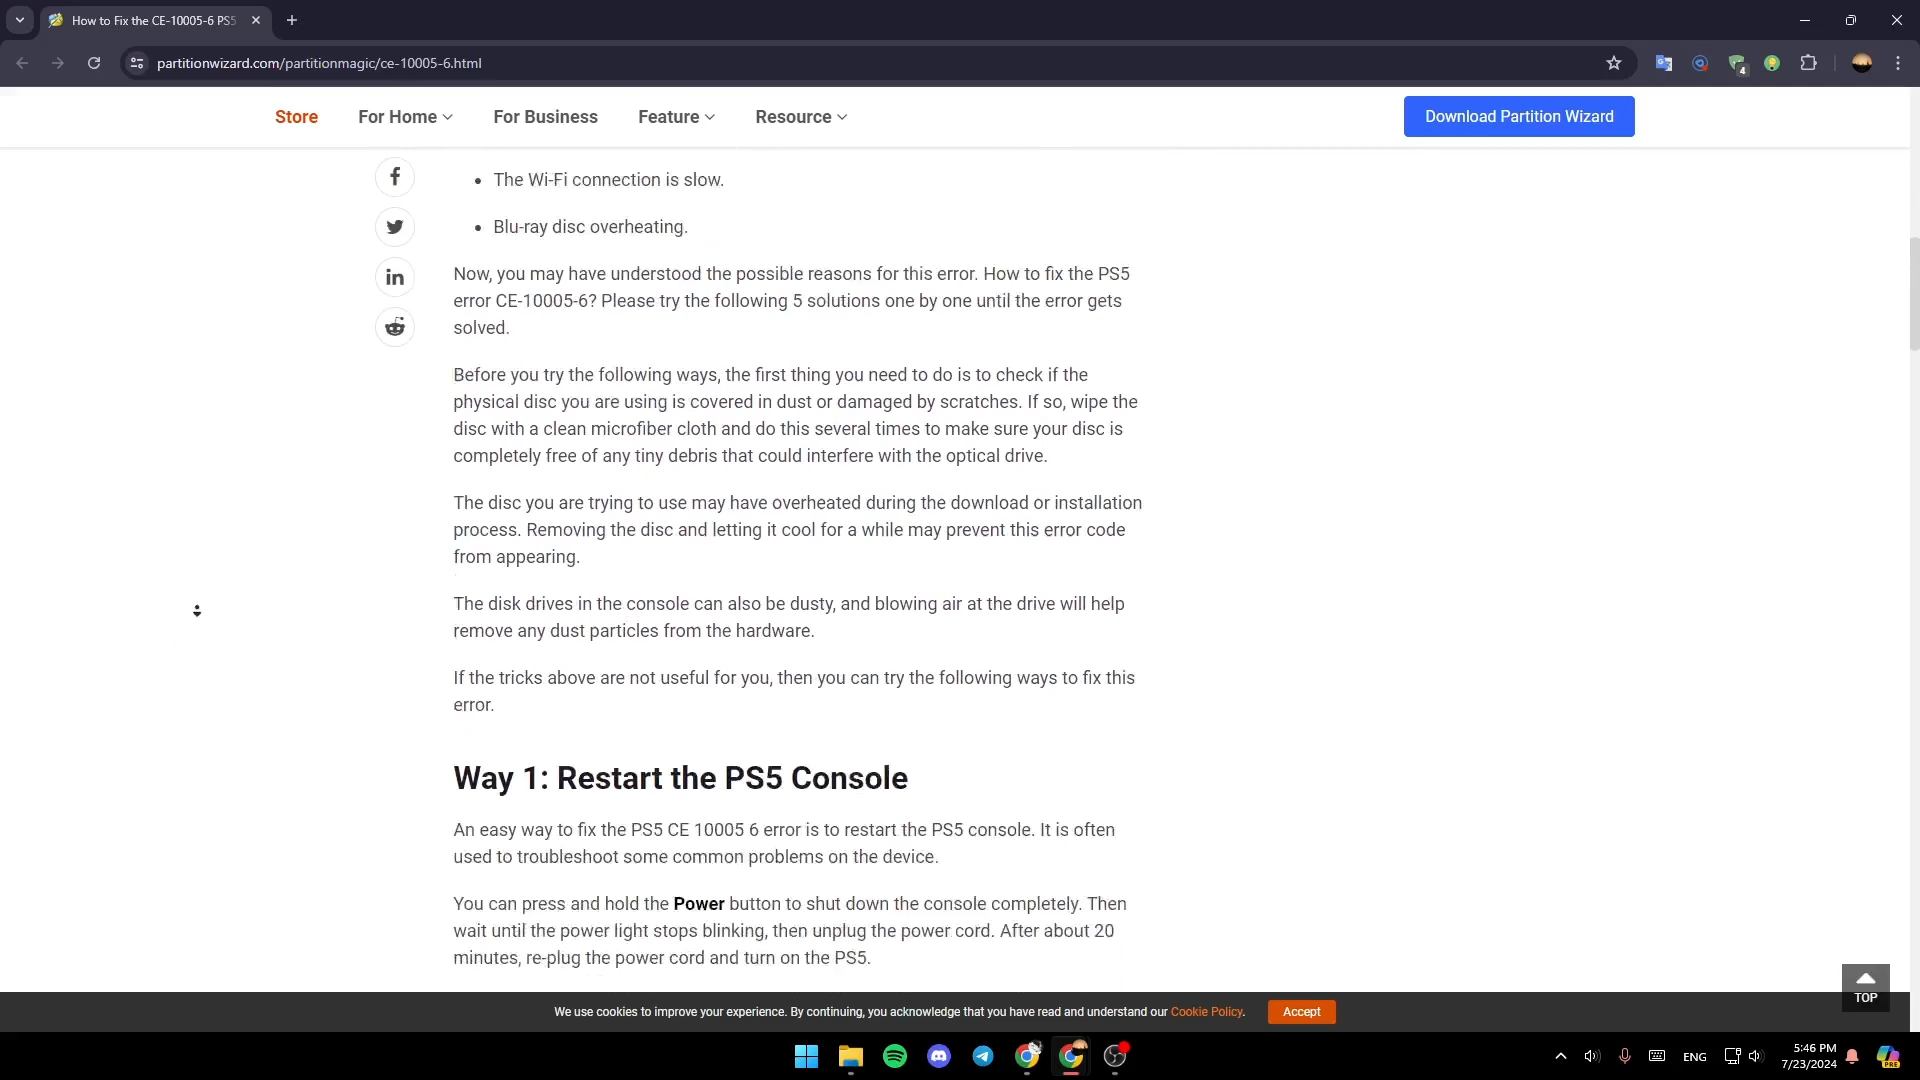 How to Fix the CE-10005-6 PS5
partitionwizard.com/partitionmagic/ce-10005-6.html
4
Store
For Home
For Business
Feature
Resource
Download Partition Wizard
The Wi-Fi connection is slow.
Blu-ray disc overheating.
Now, you may have understood the possible reasons for this error. How to fix the PS5
error CE-10005-6? Please try the following 5 solutions one by one until the error gets
solved.
Before you try the following ways, the first thing you need to do is to check if the
physical disc you are using is covered in dust or damaged by scratches. If so, wipe the
disc with a clean microfiber cloth and do this several times to make sure your disc is
completely free of any tiny debris that could interfere with the optical drive.
The disc you are trying to use may have overheated during the download or installation
process. Removing the disc and letting it cool for a while may prevent this error code
from appearing.
The disk drives in the console can also be dusty, and blowing air at the drive will help
remove any dust particles from the hardware.
If the tricks above are not useful for you, then you can try the following ways to fix this
error.
Way 1: Restart the PS5 Console
An easy way to fix the PS5 CE 10005 6 error is to restart the PS5 console. It is often
used to troubleshoot some common problems on the device.
You can press and hold the Power button to shut down the console completely. Then
wait until the power light stops blinking, then unplug the power cord. After about 20
minutes, re-plug the power cord and turn on the PS5.
TOP
We use cookies to improve your experience. By continuing, you acknowledge that you have read and understand our Cookie Policy.
Accept
ENG
5:46 PM
7/23/2024
PRE